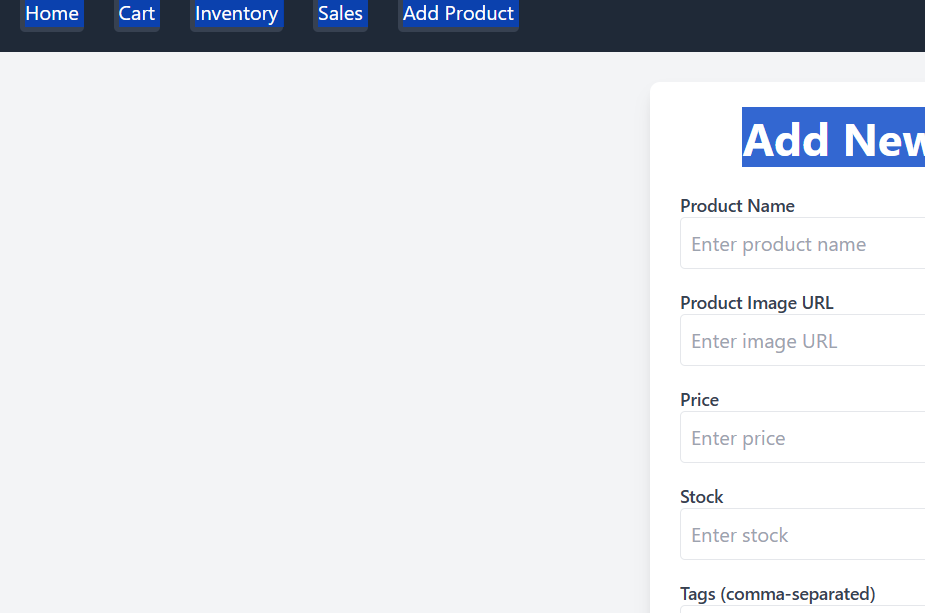 Home Cart Inventory Sales Add Product
Add New
Product Name
Enter product name
Product Image URL
Enter image URL
Price
Enter price
Stock
Enter stock
Tags (comma-separated)